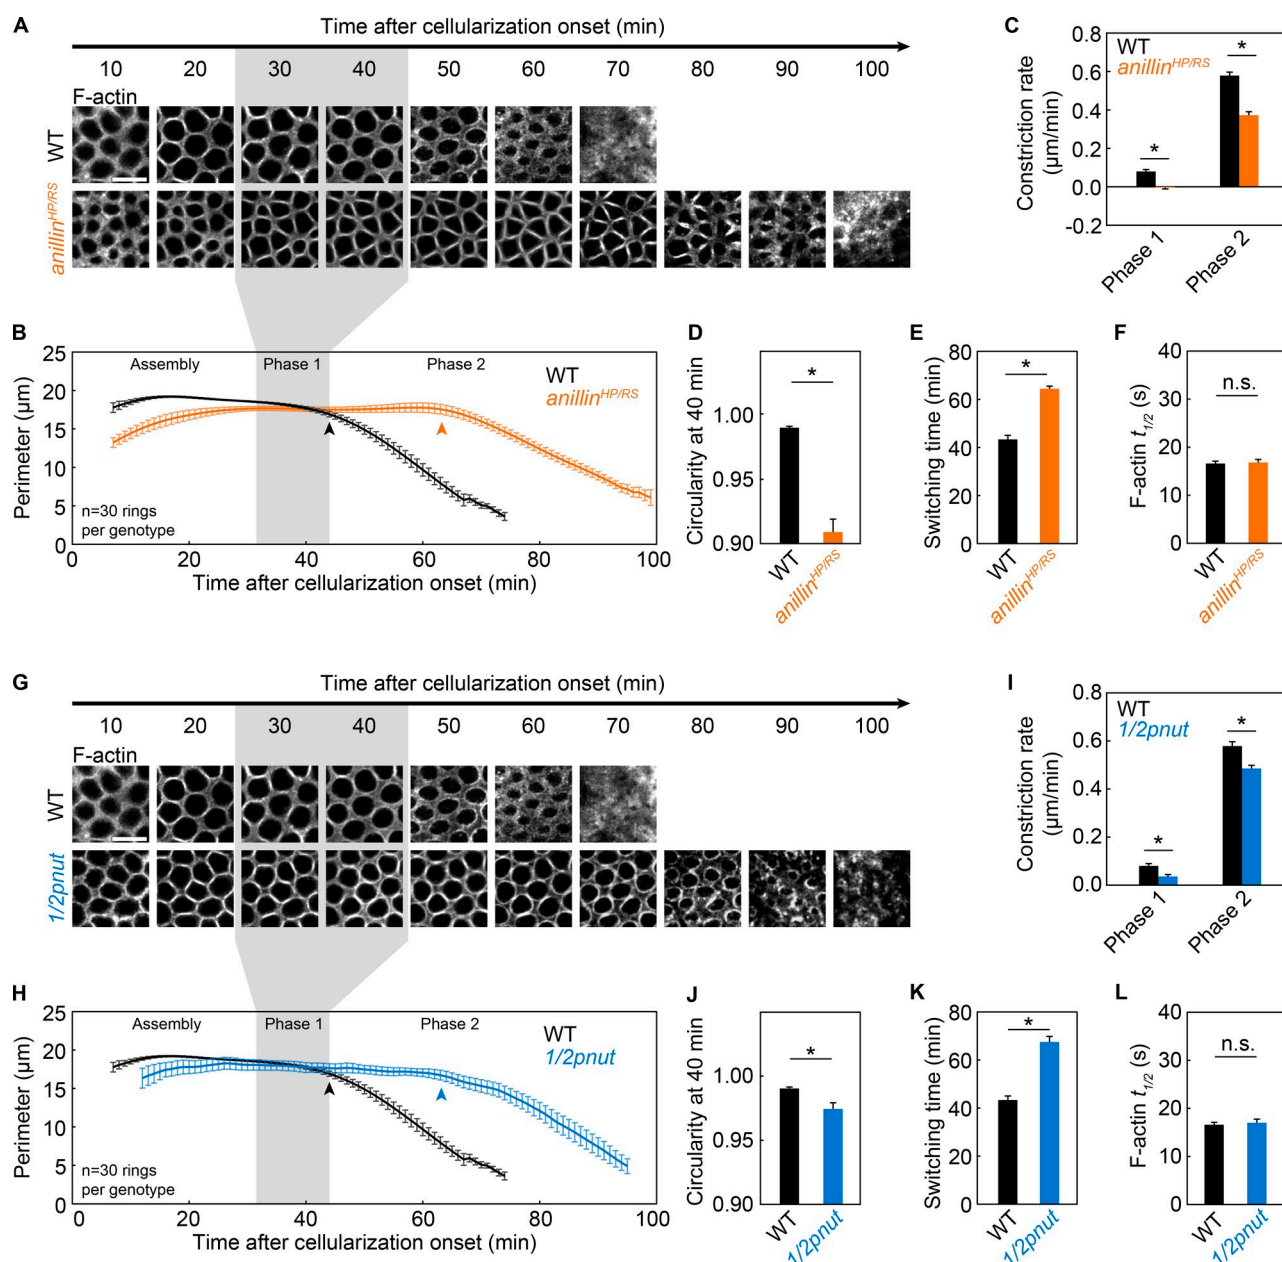 A
Time after cellularization onset (min)
10 20 30 40 50 60 70 80 90 100
F-actin
WT
anillinHP/RS
B
Perimeter (µm)
25
20
15
10
5
0
Assembly Phase 1 Phase 2
WT
anillinHP/RS
n=30 rings
per genotype
0 20 40 60 80 100
Time after cellularization onset (min)
C
Constriction rate
(µm/min)
0.8
0.6
0.4
0.2
0.0
-0.2
WT
anillinHP/RS
*
*
Phase 1
Phase 2
D
Circularity at 40 min
1.00
0.95
0.90
*
WT
anillinHP/RS
E
Switching time (min)
80
60
40
20
0
*
WT
anillinHP/RS
F
F-actin t1/2 (s)
40
30
20
10
0
n.s.
WT
anillinHP/RS
G
Time after cellularization onset (min)
10 20 30 40 50 60 70 80 90 100
F-actin
WT
1/2pnut
H
Perimeter (µm)
25
20
15
10
5
0
Assembly Phase 1 Phase 2
WT
1/2pnut
n=30 rings
per genotype
0 20 40 60 80 100
Time after cellularization onset (min)
I
Constriction rate
(µm/min)
0.8
0.6
0.4
0.2
0.0
WT
1/2pnut
*
*
Phase 1
Phase 2
J
Circularity at 40 min
1.00
0.95
0.90
*
WT
1/2pnut
K
Switching time (min)
80
60
40
20
0
*
WT
1/2pnut
L
F-actin t1/2 (s)
40
30
20
10
0
n.s.
WT
1/2pnut